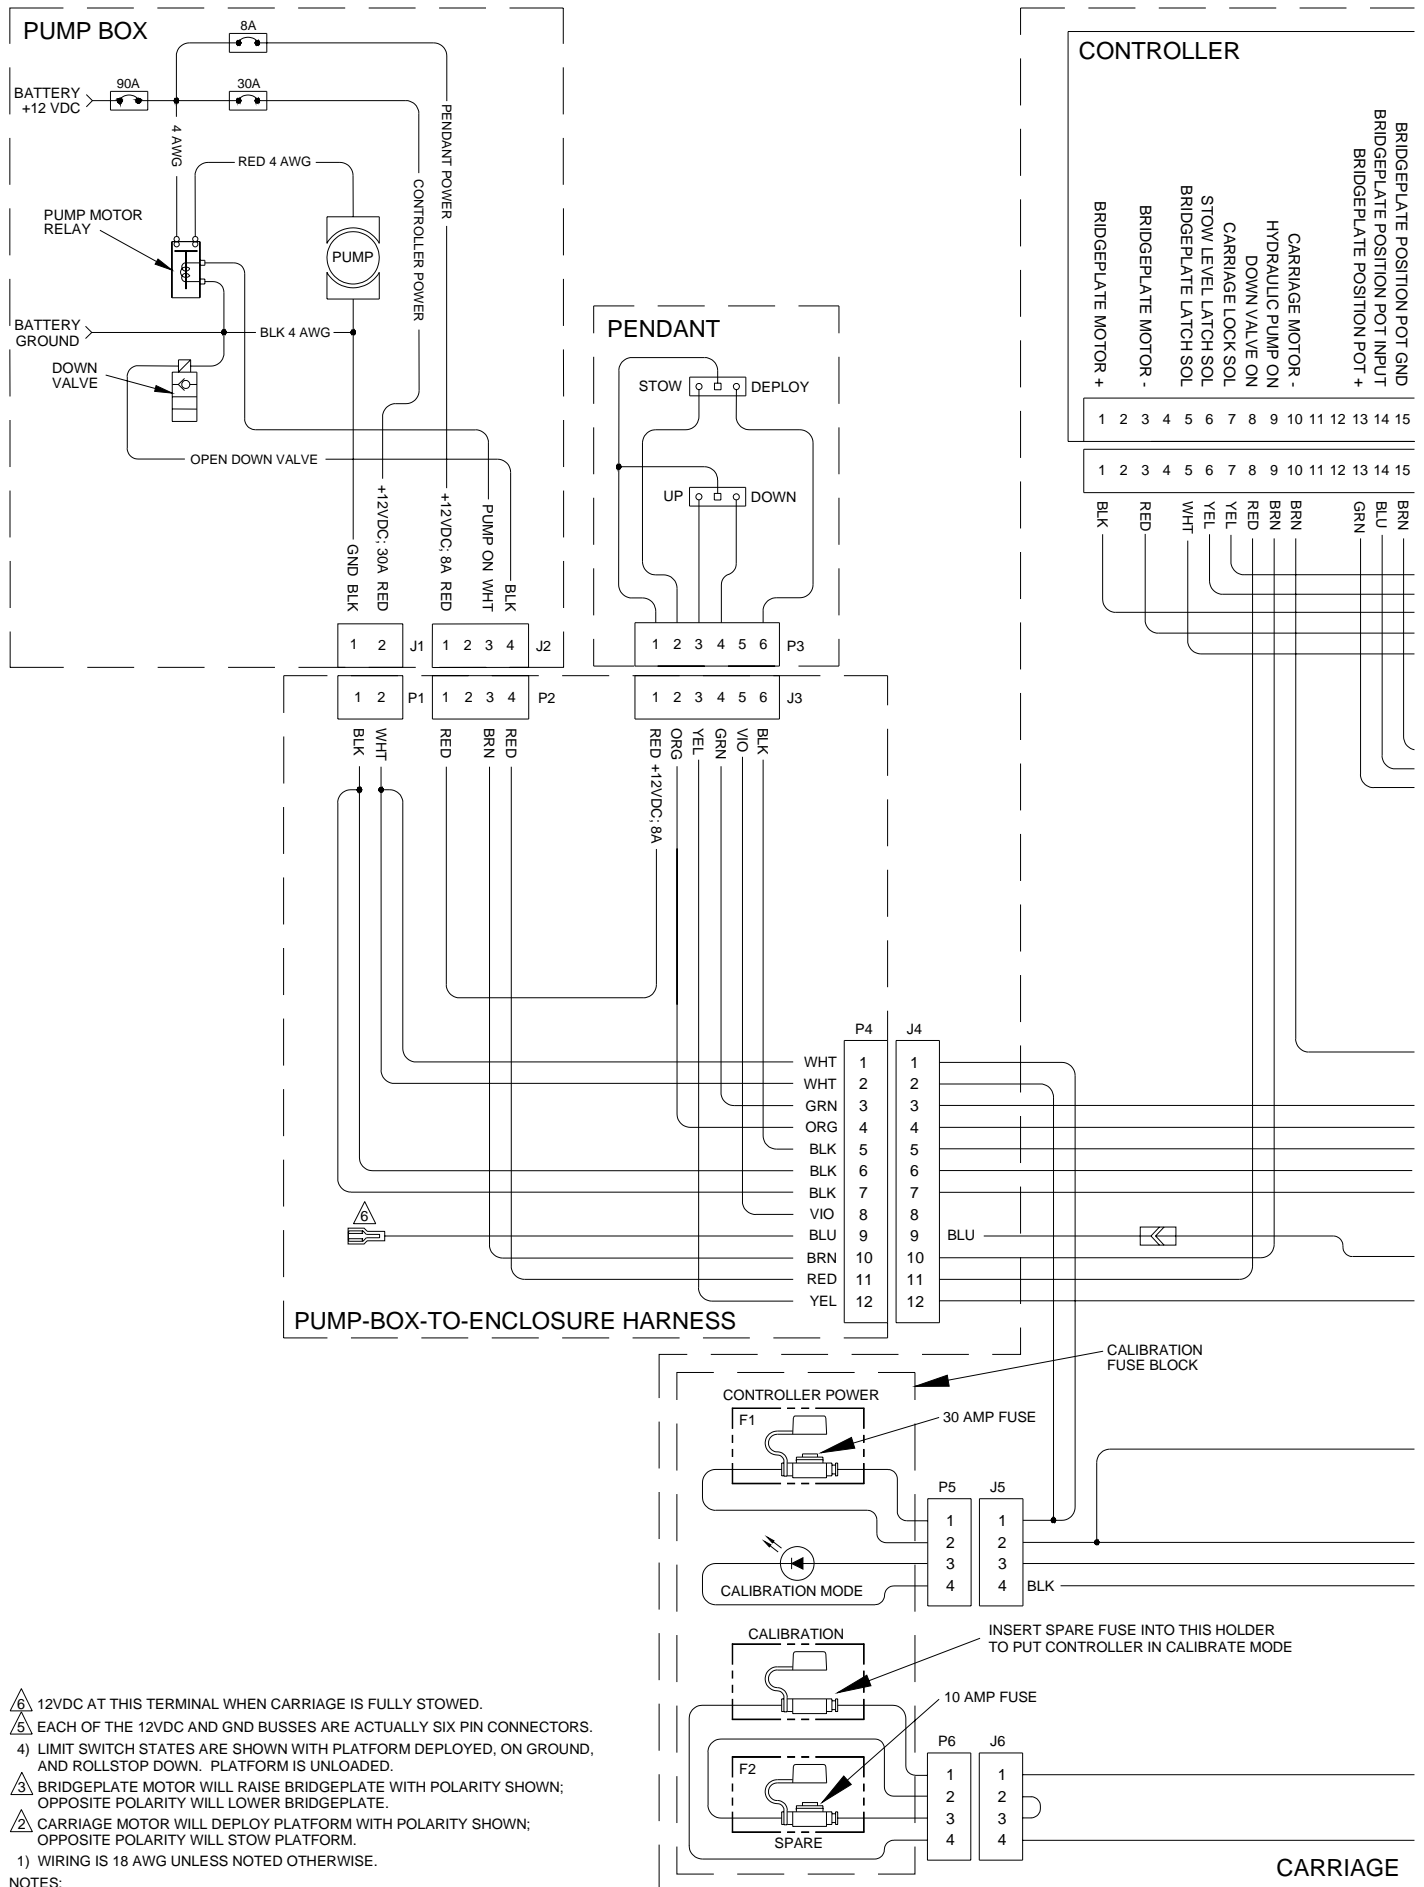 PUMP BOX
8A
90A
30A
BATTERY
+12 VDC
4 AWG
RED 4 AWG
PENDANT POWER
CONTROLLER POWER
PUMP MOTOR
RELAY
PUMP
BATTERY
GROUND
BLK 4 AWG
DOWN
VALVE
OPEN DOWN VALVE
GND BLK
+12VDC; 30A RED
+12VDC; 8A RED
PUMP ON WHT
BLK
1 2 J1 1 2 3 4 J2
PENDANT
STOW DEPLOY
UP DOWN
1 2 3 4 5 6 P3
CONTROLLER
BRIDGEPLATE MOTOR +
BRIDGEPLATE MOTOR -
BRIDGEPLATE LATCH SOL
STOW LEVEL LATCH SOL
CARRIAGE LOCK SOL
DOWN VALVE ON
HYDRAULIC PUMP ON
CARRIAGE MOTOR -
BRIDGEPLATE POSITION POT +
BRIDGEPLATE POSITION POT INPUT
BRIDGEPLATE POSITION POT GND
1 2 3 4 5 6 7 8 9 10 11 12 13 14 15
1 2 3 4 5 6 7 8 9 10 11 12 13 14 15
BLK
RED
WHT
YEL
YEL
RED
BRN
BRN
GRN
BLU
BRN
1 2 P1 1 2 3 4 P2
1 2 3 4 5 6 J3
BLK
WHT
RED
BRN
RED
RED +12VDC; 8A
ORG
YEL
GRN
VIO
BLK
P4 J4
WHT 1 1
WHT 2 2
GRN 3 3
ORG 4 4
BLK 5 5
BLK 6 6
BLK 7 7
VIO 8 8
6
BLU 9 9 BLU
BRN 10 10
RED 11 11
YEL 12 12
PUMP-BOX-TO-ENCLOSURE HARNESS
CALIBRATION
FUSE BLOCK
CONTROLLER POWER
F1
30 AMP FUSE
P5 J5
1 1
2 2
3 3
4 4 BLK
CALIBRATION MODE
CALIBRATION
INSERT SPARE FUSE INTO THIS HOLDER
TO PUT CONTROLLER IN CALIBRATE MODE
10 AMP FUSE
F2
SPARE
P6 J6
1 1
2 2
3 3
4 4
CARRIAGE
6 12VDC AT THIS TERMINAL WHEN CARRIAGE IS FULLY STOWED.
5 EACH OF THE 12VDC AND GND BUSSES ARE ACTUALLY SIX PIN CONNECTORS.
4) LIMIT SWITCH STATES ARE SHOWN WITH PLATFORM DEPLOYED, ON GROUND,
AND ROLLSTOP DOWN. PLATFORM IS UNLOADED.
3 BRIDGEPLATE MOTOR WILL RAISE BRIDGEPLATE WITH POLARITY SHOWN;
OPPOSITE POLARITY WILL LOWER BRIDGEPLATE.
2 CARRIAGE MOTOR WILL DEPLOY PLATFORM WITH POLARITY SHOWN;
OPPOSITE POLARITY WILL STOW PLATFORM.
1) WIRING IS 18 AWG UNLESS NOTED OTHERWISE.
NOTES: